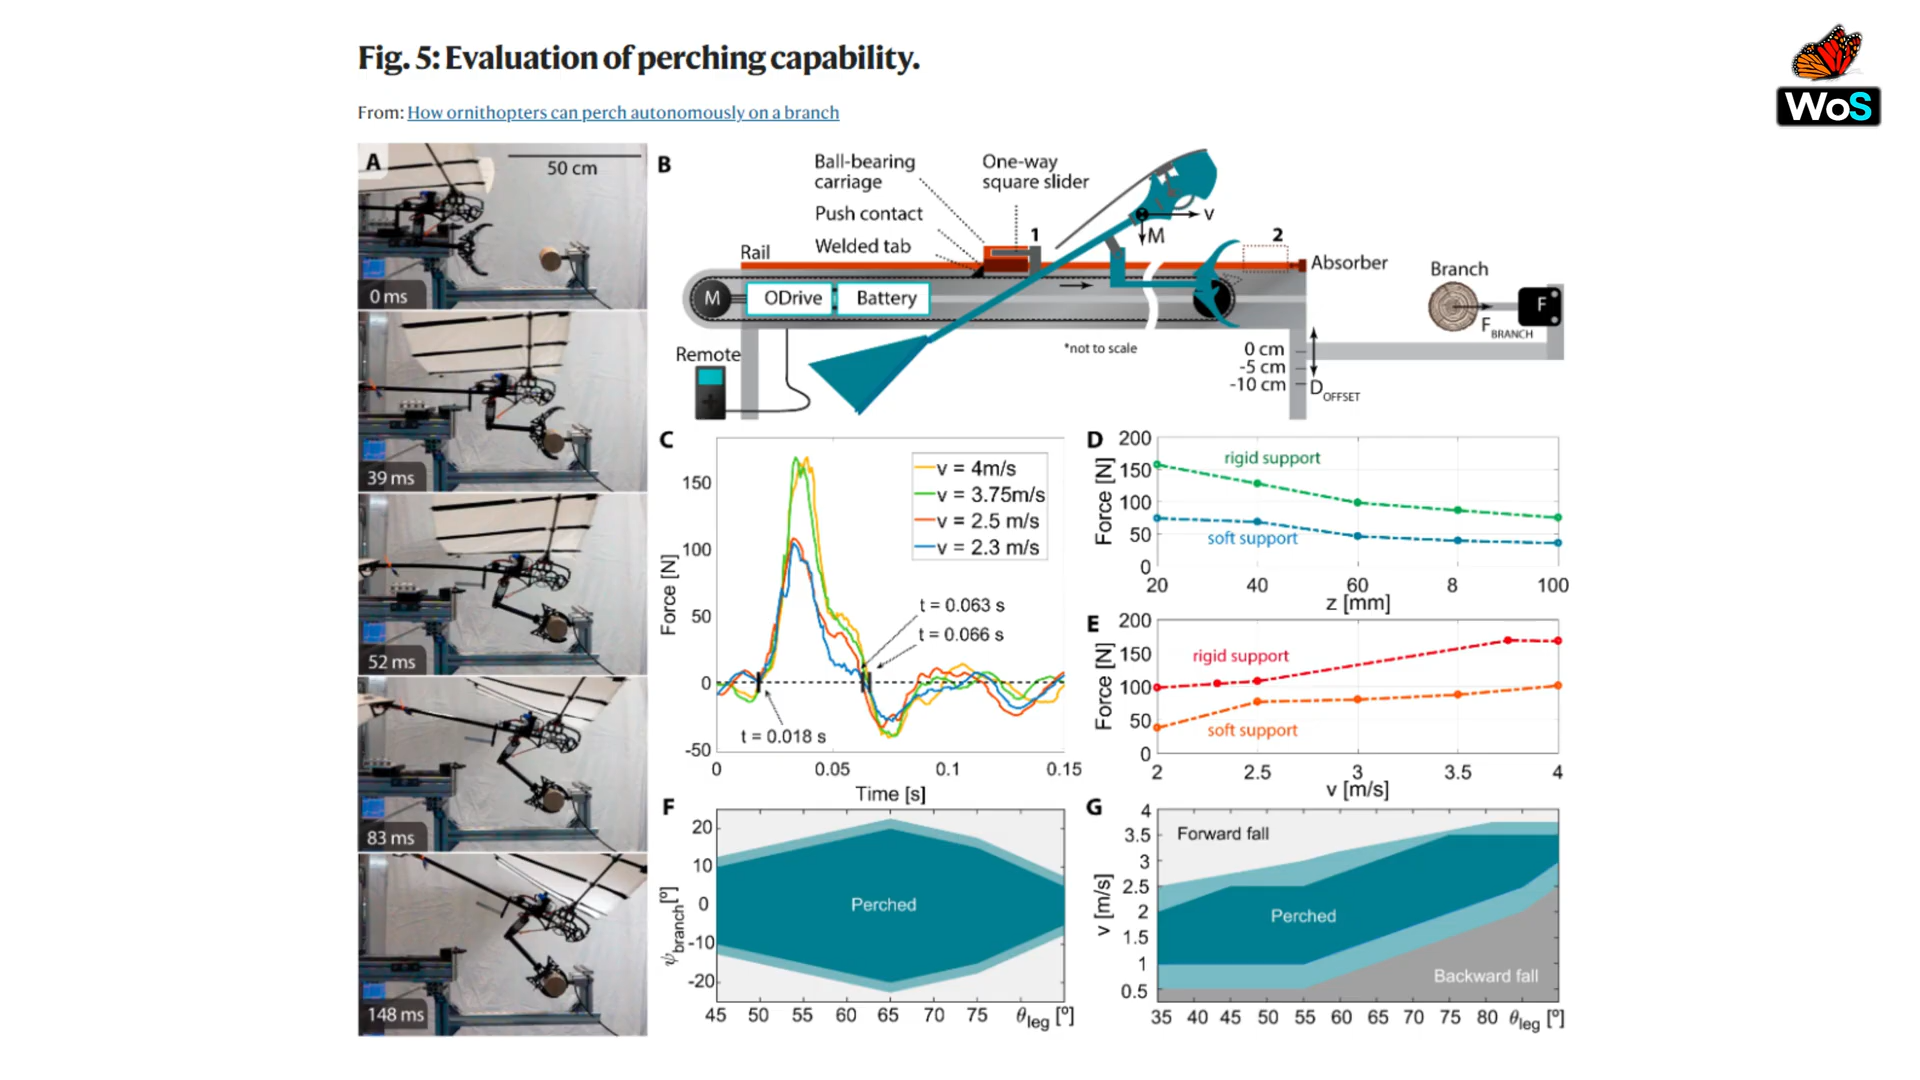 Fig. 5: Evaluation of perching capability.
WoS
From: How ornithopters can perch autonomously on a branch
A
50 cm
0 ms
39 ms
52 ms
83 ms
148 ms
B
Ball-bearing
carriage
One-way
square slider
Push contact
Welded tab
Rail
1
v
M
2
Absorber
Branch
M
ODrive
Battery
F
F BRANCH
*not to scale
Remote
0 cm
-5 cm
-10 cm
D OFFSET
C
v = 4m/s
v = 3.75m/s
v = 2.5 m/s
v = 2.3 m/s
150
100
50
0
-50
Force [N]
t = 0.063 s
t = 0.066 s
t = 0.018 s
0 0.05 0.1 0.15
Time [s]
D
200
150
100
50
0
Force [N]
rigid support
soft support
20 40 60 8 100
z [mm]
E
200
150
100
50
0
Force [N]
rigid support
soft support
2 2.5 3 3.5 4
v [m/s]
F
20
10
0
-10
-20
ψbranch[º]
Perched
45 50 55 60 65 70 75 θleg [º]
G
4
3.5
3
2.5
2
1.5
1
0.5
v [m/s]
Forward fall
Perched
Backward fall
35 40 45 50 55 60 65 70 75 80 θleg [º]